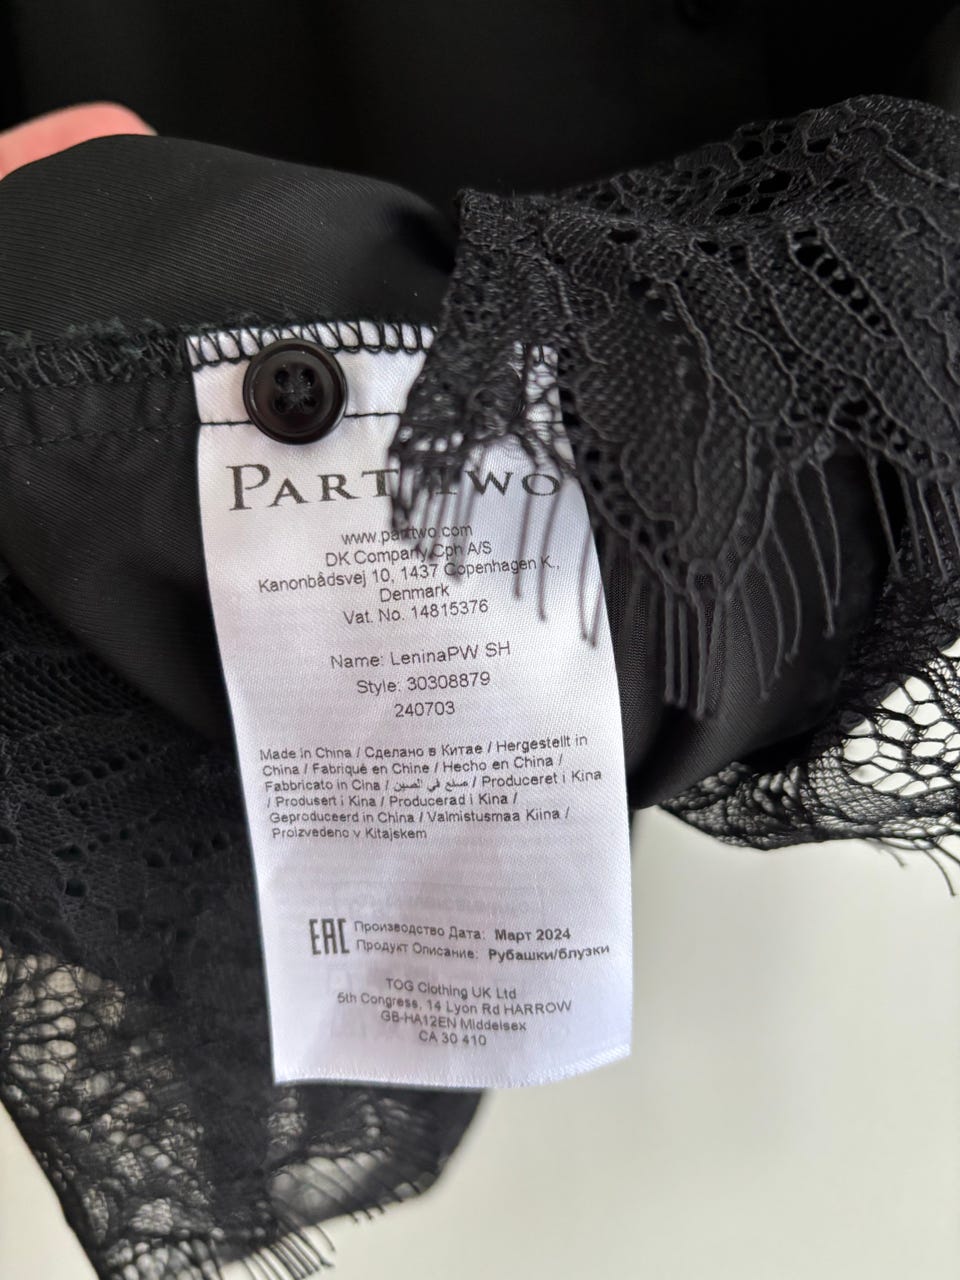 PART TWO
www.parttwo.com
DK Company Cph A/S
Kanonbådsvej 10, 1437 Copenhagen K.,
Denmark
Vat. No. 14815376
Name: LeninaPW SH
Style: 30308879
240703
Made in China / Сделано в Китае / Hergestellt in
China / Fabriqué en Chine / Hecho en China /
Fabbricato in Cina / صنع في الصين / Produceret i Kina
/ Produsert i Kina / Producerad i Kina /
Geproduceerd in China / Valmistusmaa Kiina /
Proizvedeno v Kitajskem
EAC Производство Дата: Март 2024
Продукт Описание: Рубашки/блузки
TOG Clothing UK Ltd
5th Congress, 14 Lyon Rd HARROW
GB-HA12EN Middelsex
CA 30 410